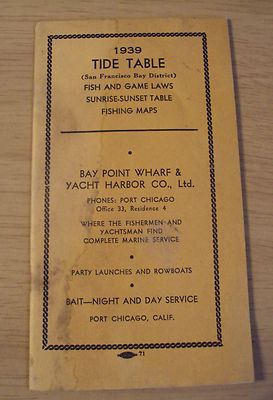 1939
TIDE TABLE
(San Francisco Bay District)
FISH AND GAME LAWS
SUNRISE-SUNSET TABLE
FISHING MAPS
BAY POINT WHARF &
YACHT HARBOR CO., Ltd.
PHONES: PORT CHICAGO
Office 33, Residence 4
WHERE THE FISHERMEN AND
YACHTSMAN FIND
COMPLETE MARINE SERVICE
PARTY LAUNCHES AND ROWBOATS
BAIT—NIGHT AND DAY SERVICE
PORT CHICAGO, CALIF.
71